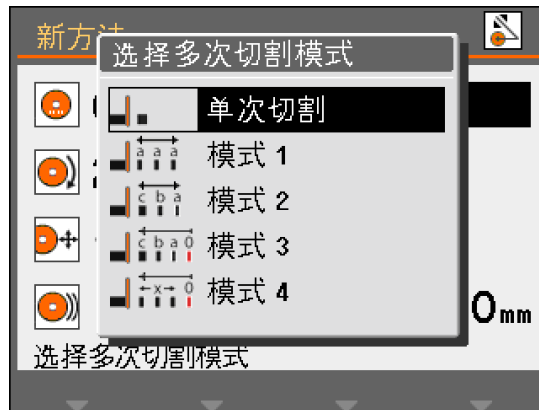 新方法
选择多次切割模式
单次切割
a a a
模式 1
c b a
模式 2
c b a 0
模式 3
x 0
模式 4
0mm
选择多次切割模式